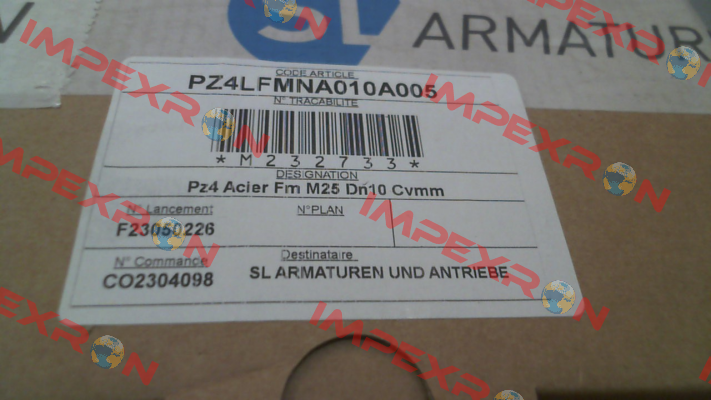 SL ARMATUR
CODE ARTICLE
PZ4LFMNA010A005
N° TRACABILITE
*M232733*
DESIGNATION
Pz4 Acier Fm M25 Dn10 Cvmm
N° Lancement
N°PLAN
F23050226
N° Commande
Destinataire
CO2304098
SL ARMATUREN UND ANTRIEBE
IMPEXRON
IMPEXRON
IMPEXRON
IMPEXRON
IMPEXRON
IMPEXRON